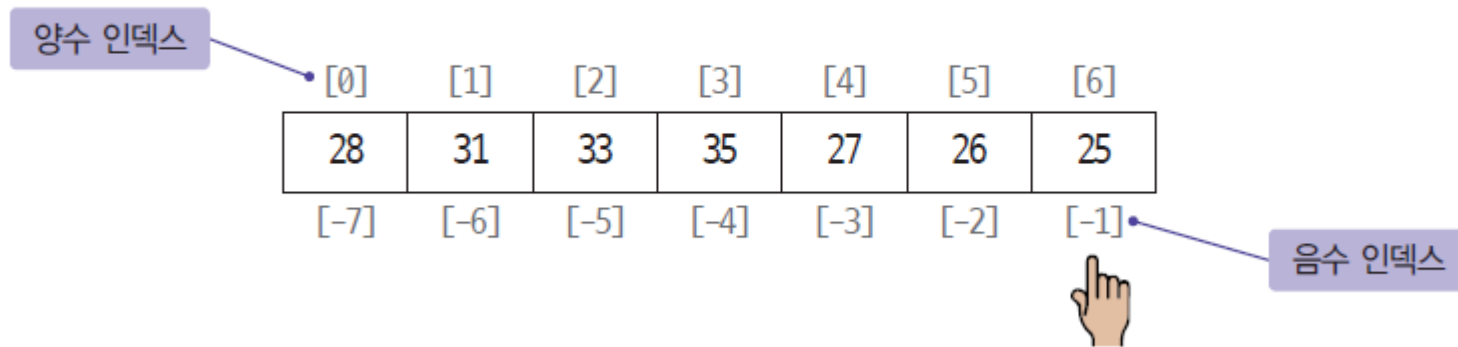 양수 인덱스
[0] [1] [2] [3] [4] [5] [6]
28 31 33 35 27 26 25
[-7] [-6] [-5] [-4] [-3] [-2] [-1]
음수 인덱스